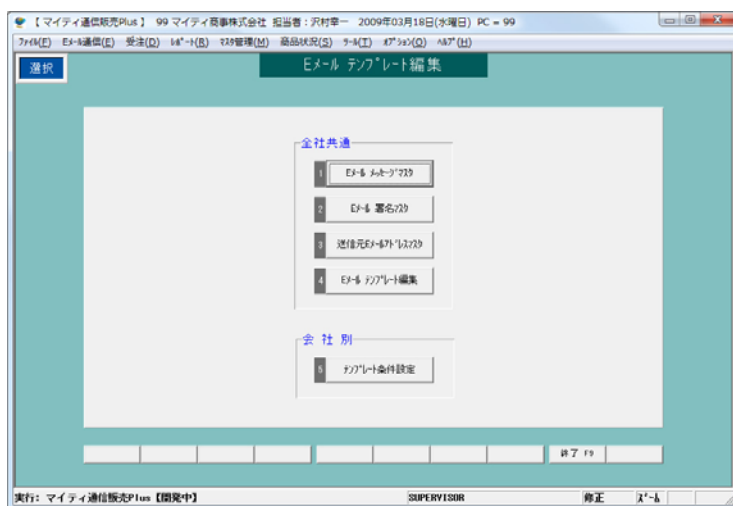 【 マイティ通信販売Plus 】 99 マイティ商事株式会社 担当者：沢村幸一 2009年03月18日(水曜日) PC = 99
ﾌｧｲﾙ(F) Eﾒｰﾙ通信(E) 受注(D) ﾚﾎﾟｰﾄ(R) ﾏｽﾀ管理(M) 商品状況(S) ﾂｰﾙ(T) ｵﾌﾟｼｮﾝ(O) ﾍﾙﾌﾟ(H)
選択
Eメール テンプレート編集
全社共通
1 Eﾒｰﾙ ﾒｯｾｰｼﾞﾏｽﾀ
2 Eﾒｰﾙ 署名ﾏｽﾀ
3 送信元Eﾒｰﾙｱﾄﾞﾚｽﾏｽﾀ
4 Eﾒｰﾙ ﾃﾝﾌﾟﾚｰﾄ編集
会 社 別
5 ﾃﾝﾌﾟﾚｰﾄ条件設定
終了 F9
実行: マイティ通信販売Plus【開発中】 SUPERVISOR 修正 ｽﾞｰﾑ